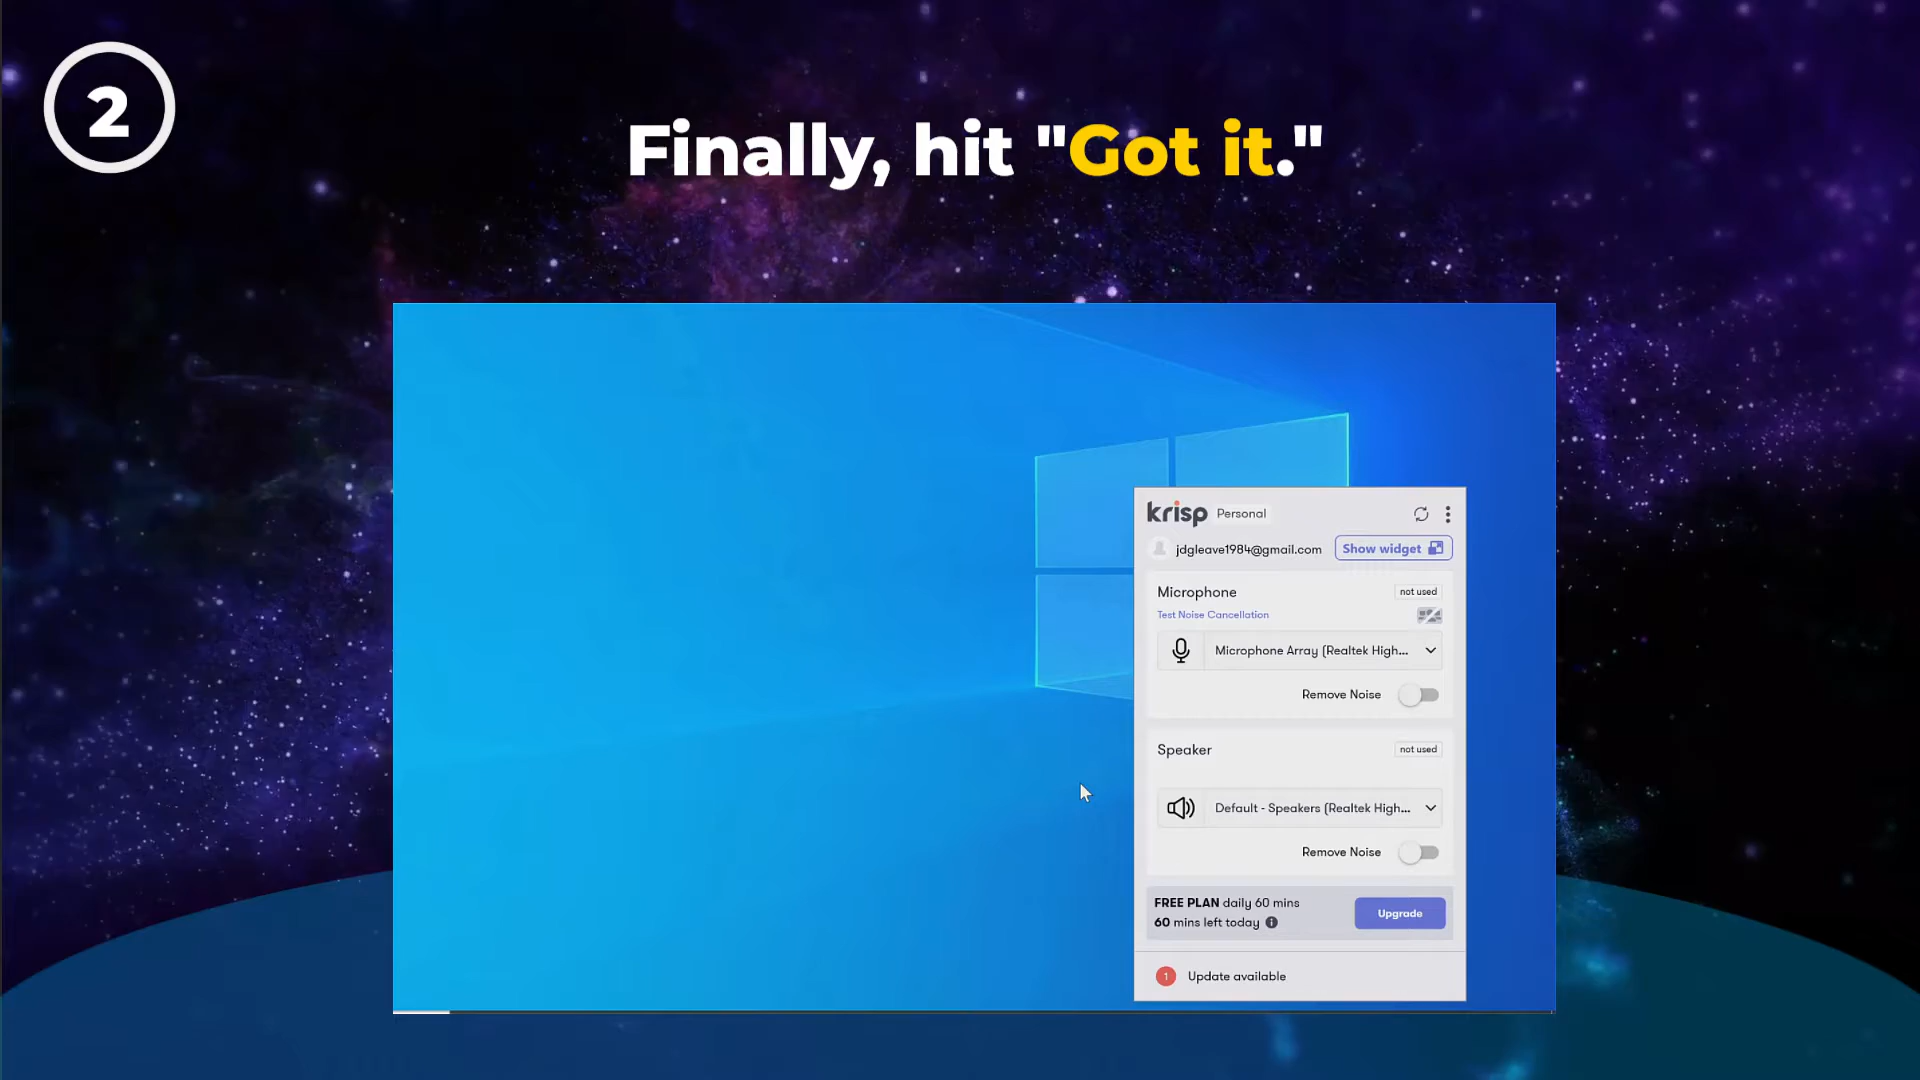 2
Finally, hit "Got it."
krisp Personal
jdgleave1984@gmail.com Show widget
Microphone not used
Test Noise Cancellation
Microphone Array (Realtek High...
Remove Noise
Speaker not used
Default - Speakers (Realtek High...
Remove Noise
FREE PLAN daily 60 mins
60 mins left today
Upgrade
1 Update available